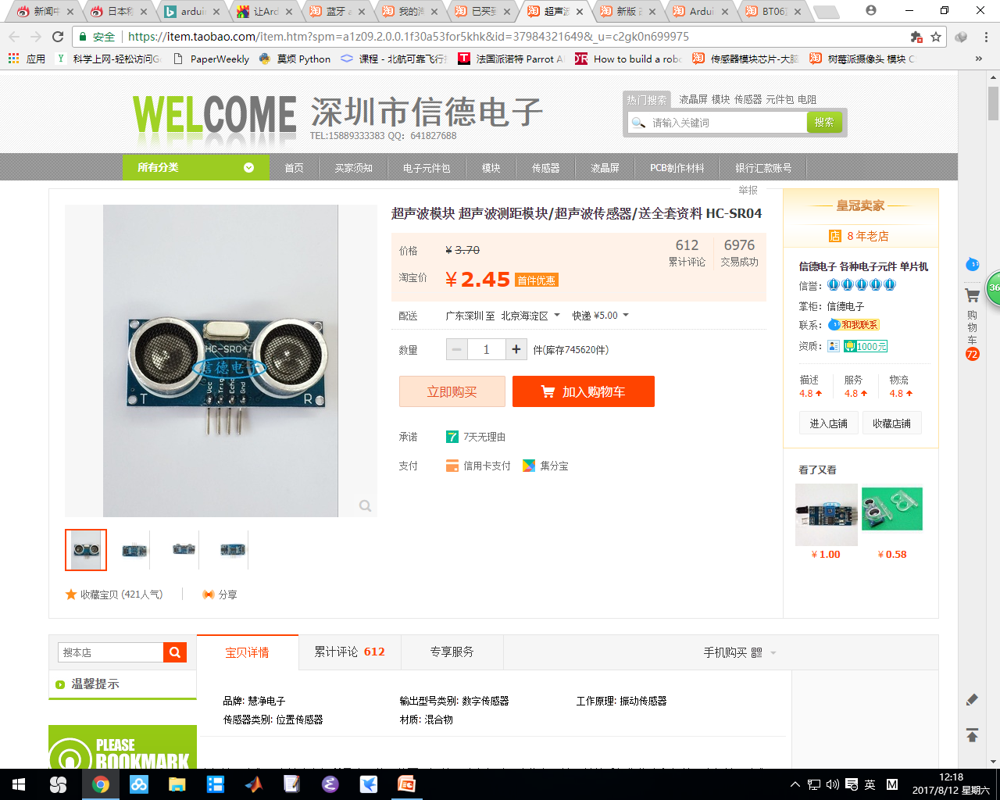 新闻中
日本称
arduin
让Ard
蓝牙 a
我的淘
已买到
超声波
新版 a
Ardui
BT06
安全 https://item.taobao.com/item.htm?spm=a1z09.2.0.0.1f30a53for5khk&id=37984321649&_u=c2gk0n699975
应用 科学上网-轻松访问Go PaperWeekly 莫烦 Python 课程 - 北航可靠飞行控 法国派诺特 Parrot A How to build a rob 传感器模块芯片-大脑 树莓派摄像头 模块 C »
WELCOME 深圳市信德电子
TEL:15889333383 QQ：641827688
热门搜索 液晶屏 模块 传感器 元件包 电阻
请输入关键词 搜索
所有分类 首页 买家须知 电子元件包 模块 传感器 液晶屏 PCB制作材料 银行汇款账号
举报
超声波模块 超声波测距模块/超声波传感器/送全套资料 HC-SR04
价格 ¥ 3.70
612 累计评论
6976 交易成功
淘宝价 ¥ 2.45 首件优惠
配送 广东深圳 至 北京海淀区 快递 ¥5.00
数量 − 1 + 件(库存745620件)
立即购买 加入购物车
承诺 7 7天无理由
支付 信用卡支付 集分宝
HC-SR04
信德电子
Vcc Trig Echo Gnd
T R
收藏宝贝 (421人气) 分享
皇冠卖家
店 8 年老店
信德电子 各种电子元件 单片机
信誉：
掌柜：信德电子
联系：和我联系
资质：1000元
描述 服务 物流
4.8 4.8 4.8
进入店铺 收藏店铺
看了又看
¥ 1.00 ¥ 0.58
36
购物车
72
搜本店
宝贝详情 累计评论 612 专享服务 手机购买
温馨提示
品牌: 慧净电子 输出型号类别: 数字传感器 工作原理: 振动传感器
传感器类别: 位置传感器 材质: 混合物
PLEASE
BOOKMARK
英 M
12:18
2017/8/12 星期六